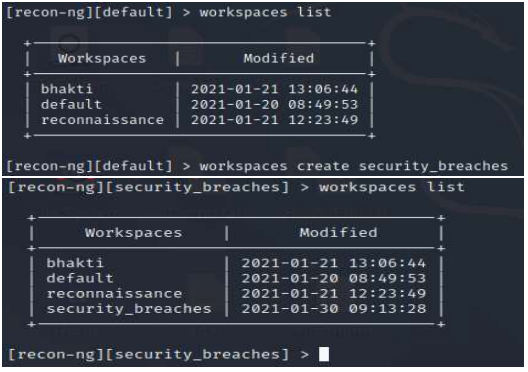 [recon-ng][default] > workspaces list
+----------------------------------------+
| Workspaces | Modified |
+----------------------------------------+
| bhakti | 2021-01-21 13:06:44 |
| default | 2021-01-20 08:49:53 |
| reconnaissance | 2021-01-21 12:23:49 |
+----------------------------------------+
[recon-ng][default] > workspaces create security_breaches
[recon-ng][security_breaches] > workspaces list
+----------------------------------------+
| Workspaces | Modified |
+----------------------------------------+
| bhakti | 2021-01-21 13:06:44 |
| default | 2021-01-20 08:49:53 |
| reconnaissance | 2021-01-21 12:23:49 |
| security_breaches | 2021-01-30 09:13:28 |
+----------------------------------------+
[recon-ng][security_breaches] >